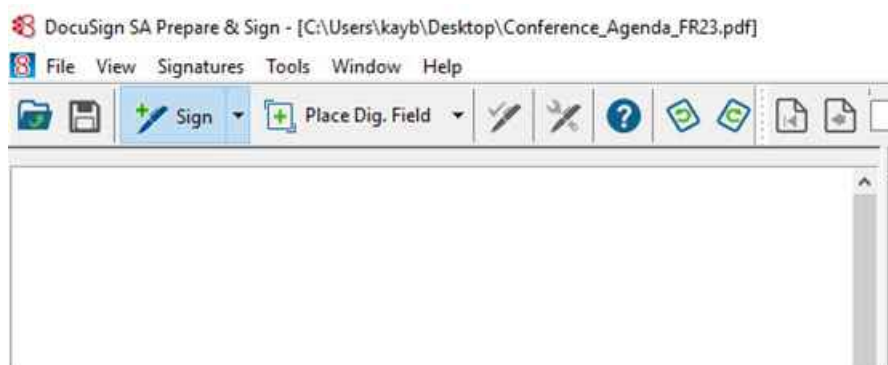 DocuSign SA Prepare & Sign - [C:\Users\kayb\Desktop\Conference_Agenda_FR23.pdf]
File View Signatures Tools Window Help
Sign Place Dig. Field